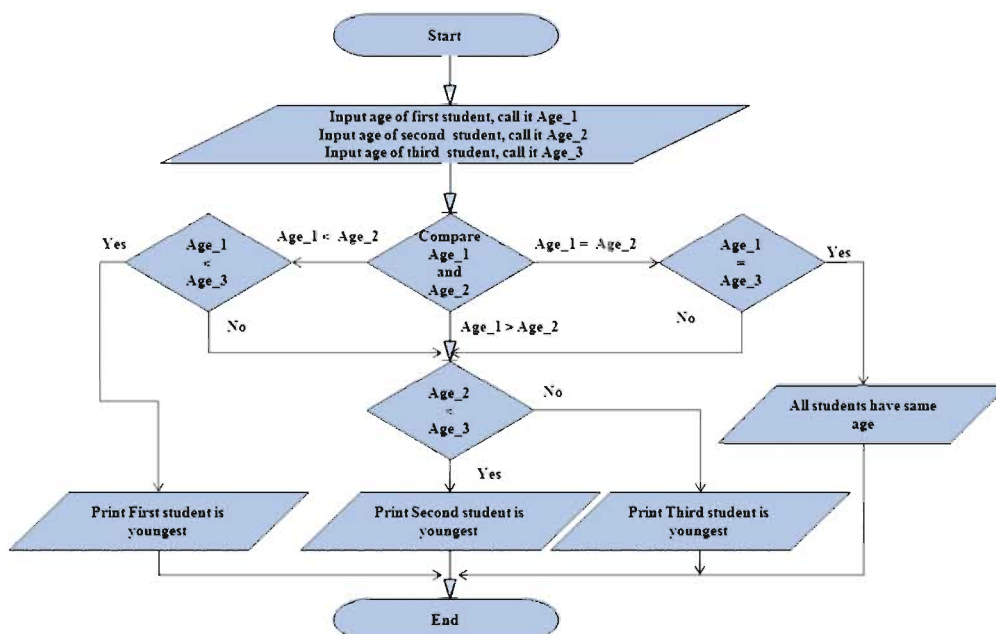 Start
Input age of first student, call it Age_1
Input age of second student, call it Age_2
Input age of third student, call it Age_3
Yes
Age_1
<
Age_3
Age_1 < Age_2
Compare
Age_1
and
Age_2
Age_1 = Age_2
Age_1
=
Age_3
Yes
No
Age_1 > Age_2
No
Age_2
<
Age_3
No
All students have same
age
Yes
Print First student is
youngest
Print Second student is
youngest
Print Third student is
youngest
End